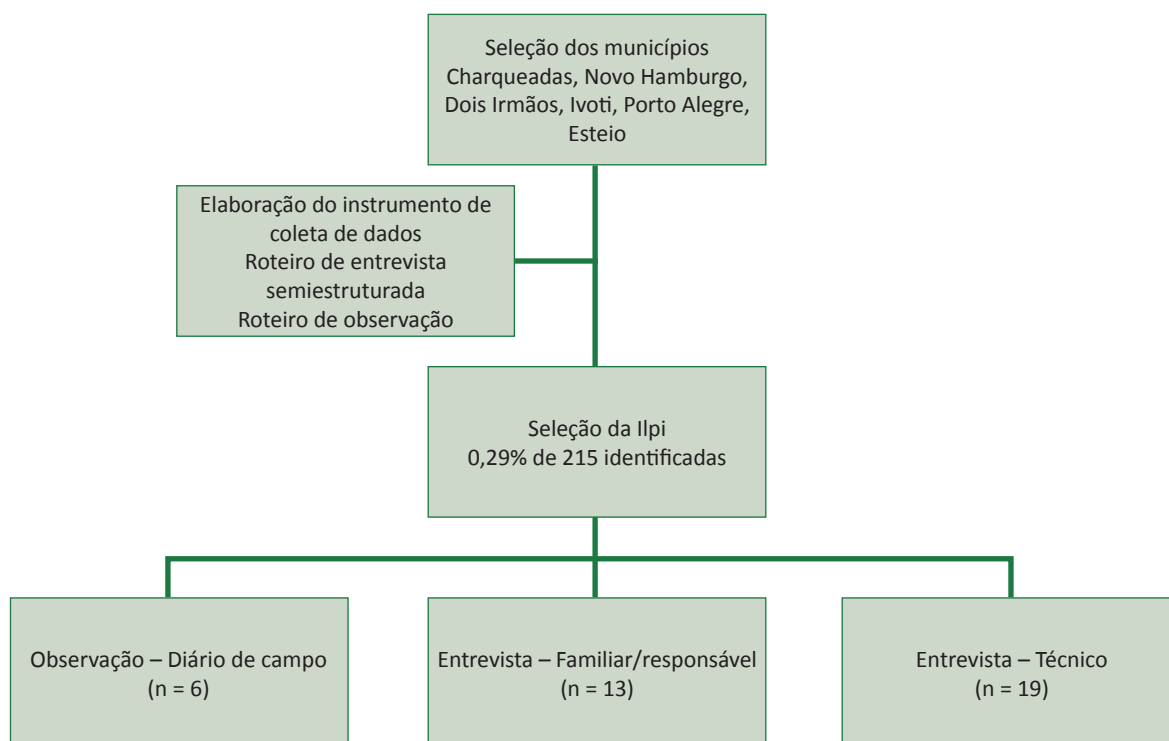 Seleção dos municípios
Charqueadas, Novo Hamburgo,
Dois Irmãos, Ivoti, Porto Alegre,
Esteio
Elaboração do instrumento de
coleta de dados
Roteiro de entrevista
semiestruturada
Roteiro de observação
Seleção da Ilpi
0,29% de 215 identificadas
Observação – Diário de campo
(n = 6)
Entrevista – Familiar/responsável
(n = 13)
Entrevista – Técnico
(n = 19)